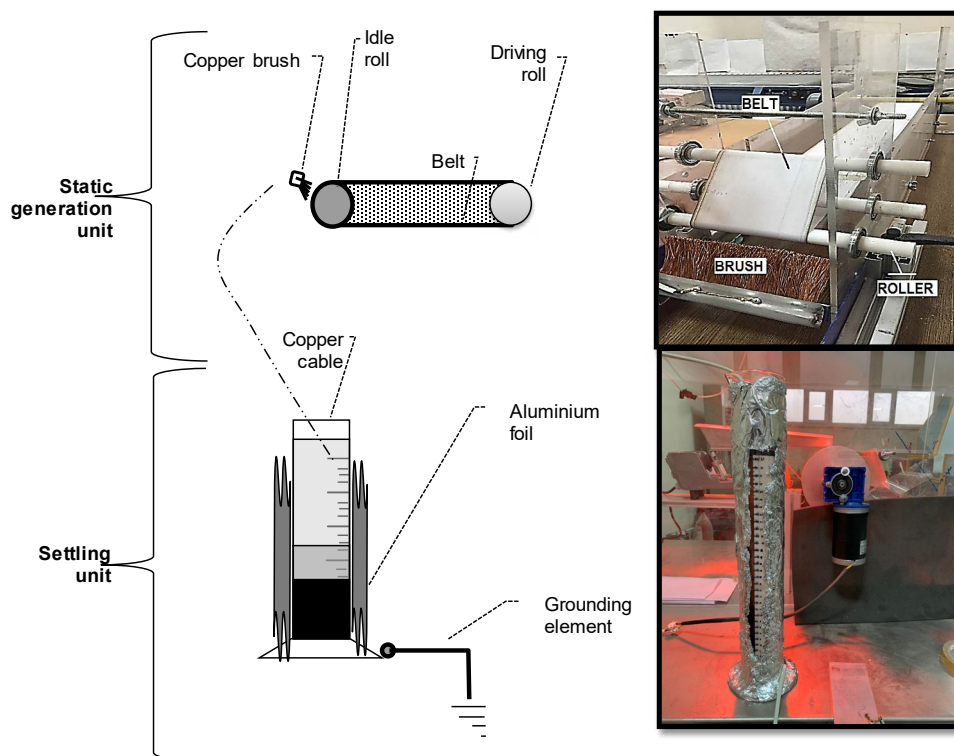 Copper brush
Idle
roll
Driving
roll
Belt
Static
generation
unit
Copper
cable
Aluminium
foil
Settling
unit
Grounding
element
BELT
BRUSH
ROLLER